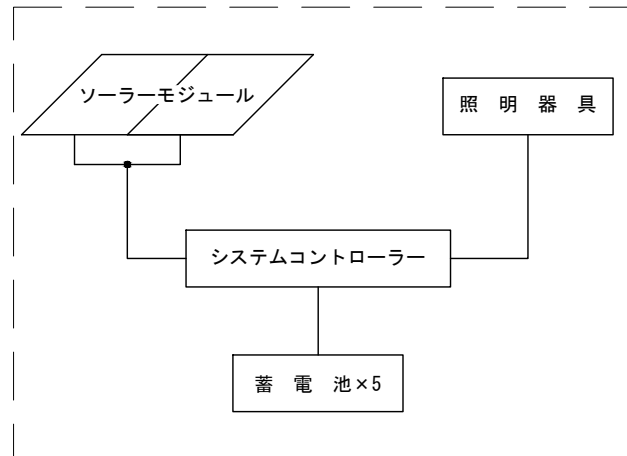 ソーラーモジュール
照　明　器　具
システムコントローラー
蓄　電　池×5